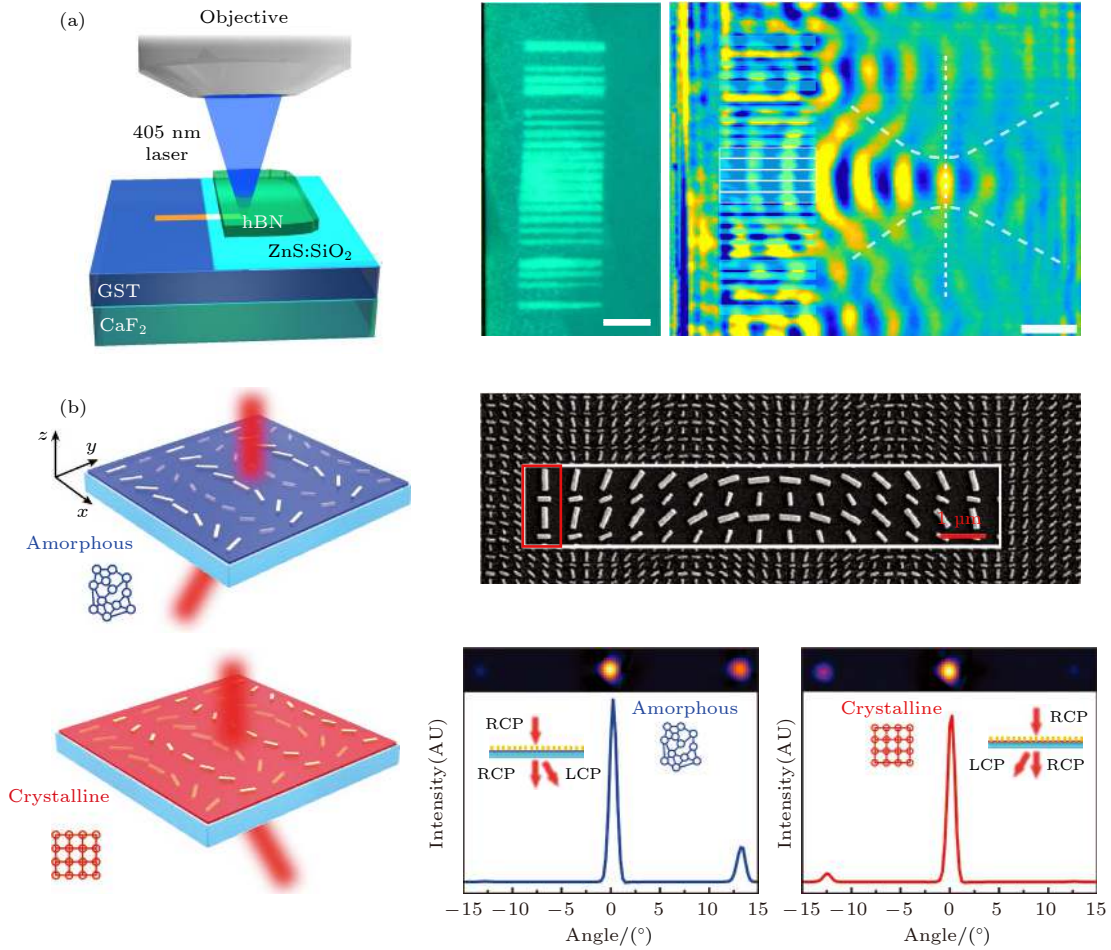 (a)
Objective
405 nm
laser
hBN
ZnS:SiO₂
GST
CaF₂
(b)
z
y
x
Amorphous
1 μm
Crystalline
Intensity(AU)
RCP
RCP
LCP
Amorphous
−15
−10
−5
0
5
10
15
Angle/(°)
Intensity(AU)
Crystalline
RCP
LCP
RCP
−15
−10
−5
0
5
10
15
Angle/(°)